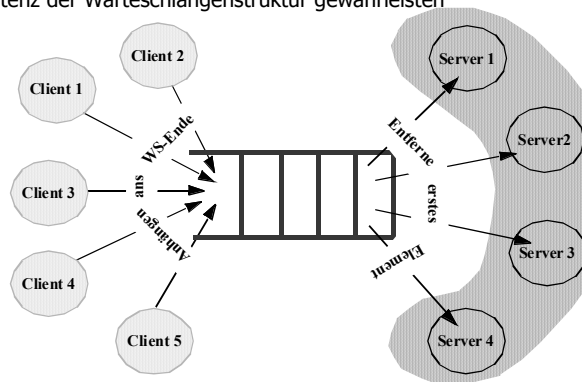 tenz der Warteschlangenstruktur gewährleisten
Client 1
Client 2
Client 3
Client 4
Client 5
Anhängen
ans
WS-Ende
Entferne
erstes
Element
Server 1
Server2
Server 3
Server 4